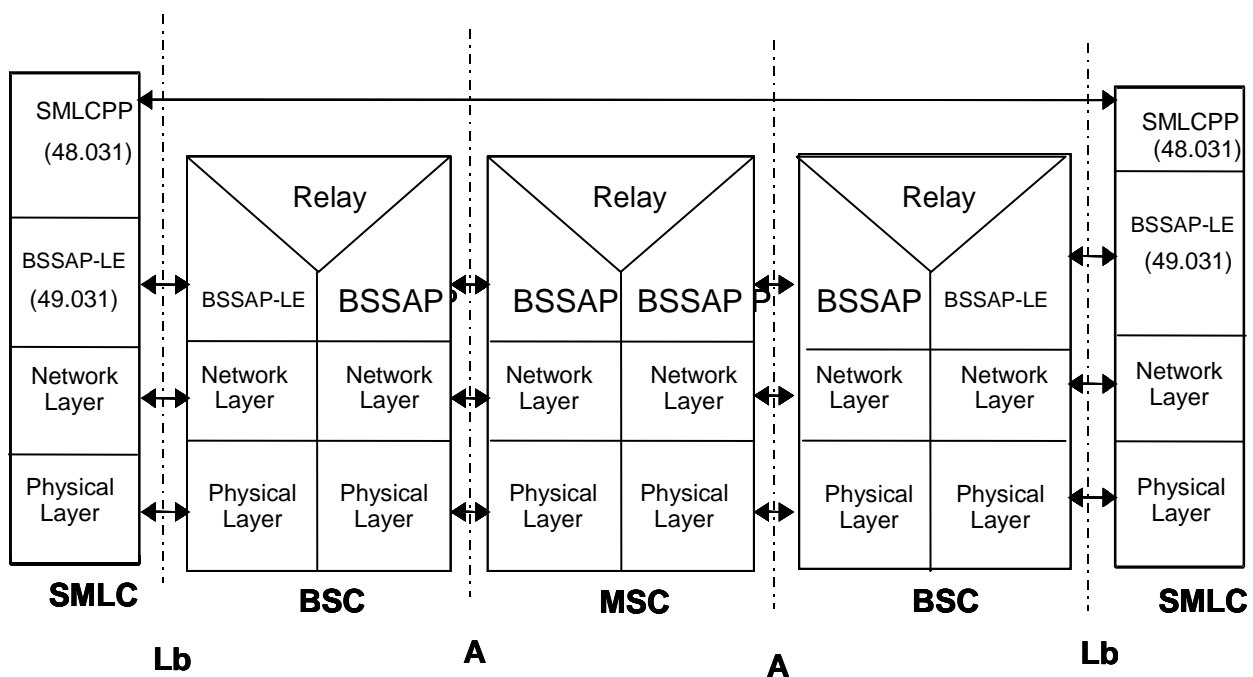 SMLCPP
(48.031)
BSSAP-LE
(49.031)
Network
Layer
Physical
Layer
SMLC
Relay
BSSAP-LE
BSSAP P
Network
Layer
Network
Layer
Physical
Layer
Physical
Layer
BSC
Relay
BSSAP
BSSAP P
Network
Layer
Network
Layer
Physical
Layer
Physical
Layer
MSC
Relay
BSSAP
BSSAP-LE
Network
Layer
Network
Layer
Physical
Layer
Physical
Layer
BSC
SMLCPP
(48.031)
BSSAP-LE
(49.031)
Network
Layer
Physical
Layer
SMLC
Lb
A
A
Lb